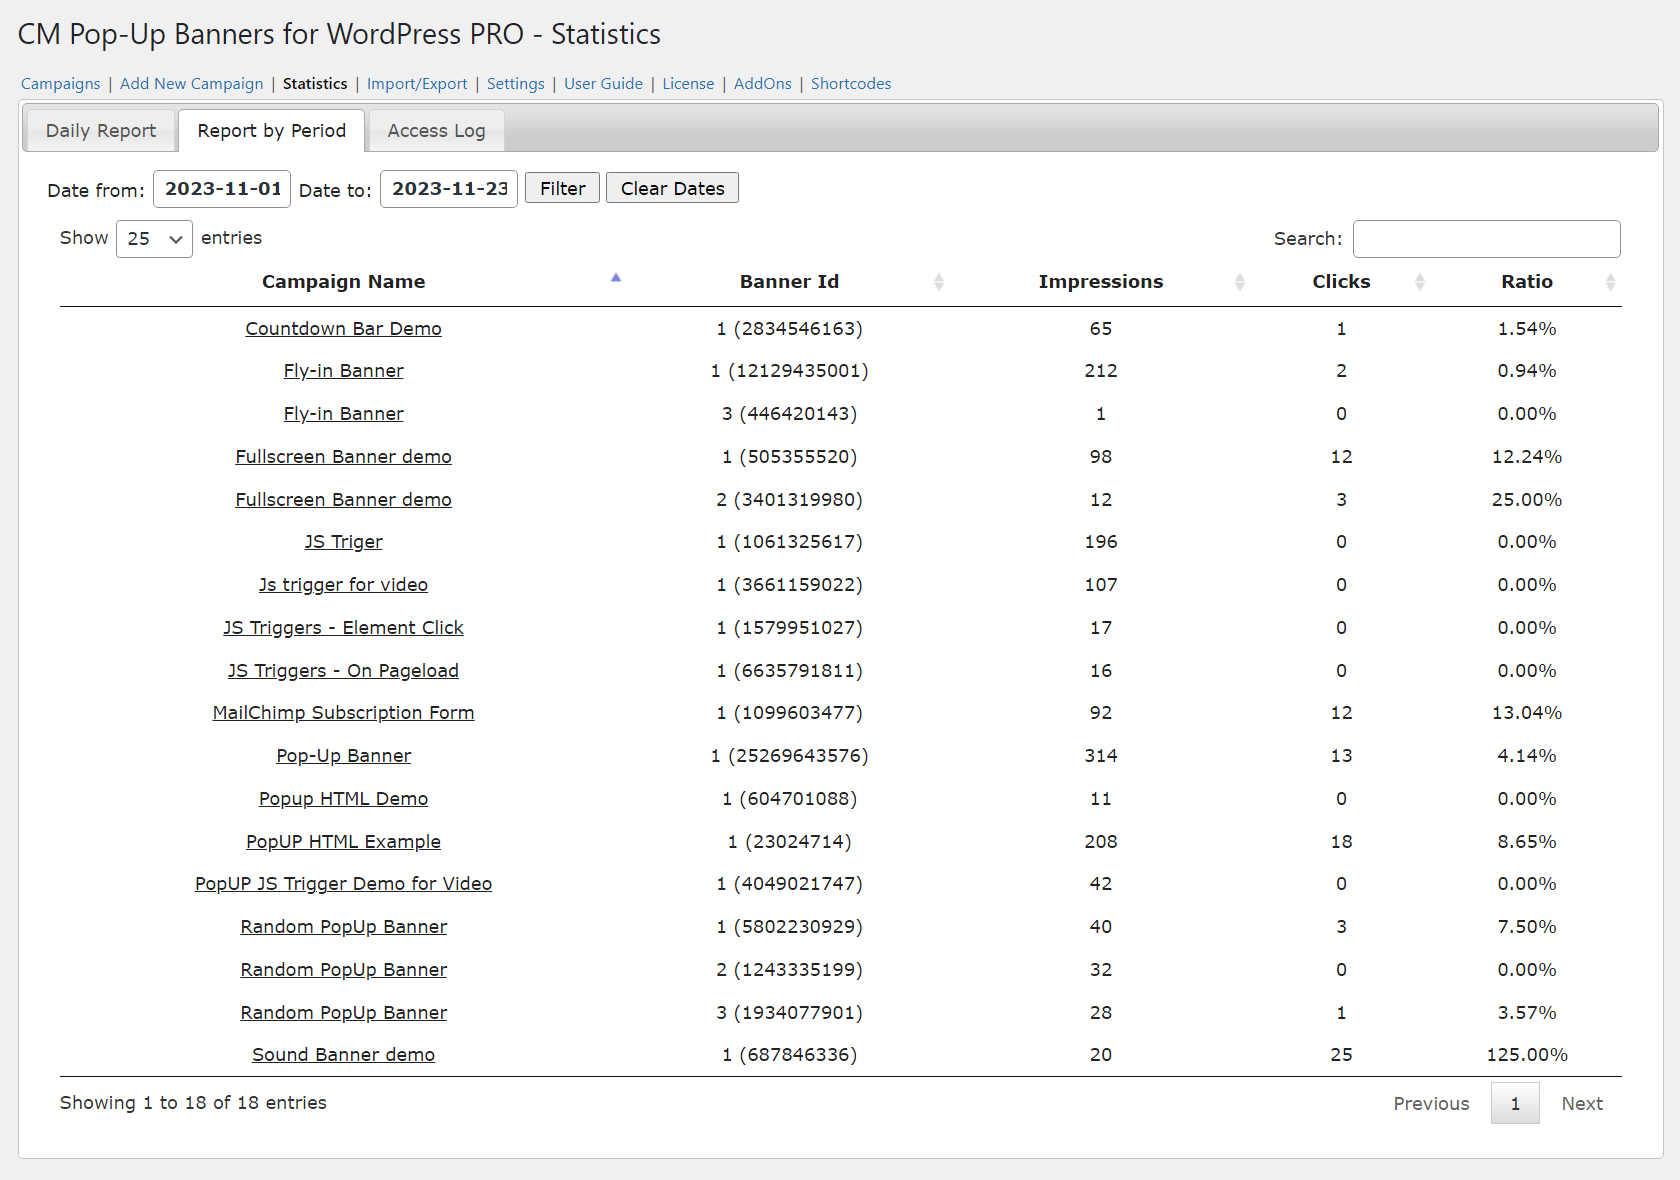 CM Pop-Up Banners for WordPress PRO - Statistics
Campaigns | Add New Campaign | Statistics | Import/Export | Settings | User Guide | License | AddOns | Shortcodes
Daily Report Report by Period Access Log
Date from: 2023-11-01 Date to: 2023-11-23 Filter Clear Dates
Show 25 entries Search:
Campaign Name Banner Id Impressions Clicks Ratio
Countdown Bar Demo 1 (2834546163) 65 1 1.54%
Fly-in Banner 1 (12129435001) 212 2 0.94%
Fly-in Banner 3 (446420143) 1 0 0.00%
Fullscreen Banner demo 1 (505355520) 98 12 12.24%
Fullscreen Banner demo 2 (3401319980) 12 3 25.00%
JS Triger 1 (1061325617) 196 0 0.00%
Js trigger for video 1 (3661159022) 107 0 0.00%
JS Triggers - Element Click 1 (1579951027) 17 0 0.00%
JS Triggers - On Pageload 1 (6635791811) 16 0 0.00%
MailChimp Subscription Form 1 (1099603477) 92 12 13.04%
Pop-Up Banner 1 (25269643576) 314 13 4.14%
Popup HTML Demo 1 (604701088) 11 0 0.00%
PopUP HTML Example 1 (23024714) 208 18 8.65%
PopUP JS Trigger Demo for Video 1 (4049021747) 42 0 0.00%
Random PopUp Banner 1 (5802230929) 40 3 7.50%
Random PopUp Banner 2 (1243335199) 32 0 0.00%
Random PopUp Banner 3 (1934077901) 28 1 3.57%
Sound Banner demo 1 (687846336) 20 25 125.00%
Showing 1 to 18 of 18 entries Previous 1 Next